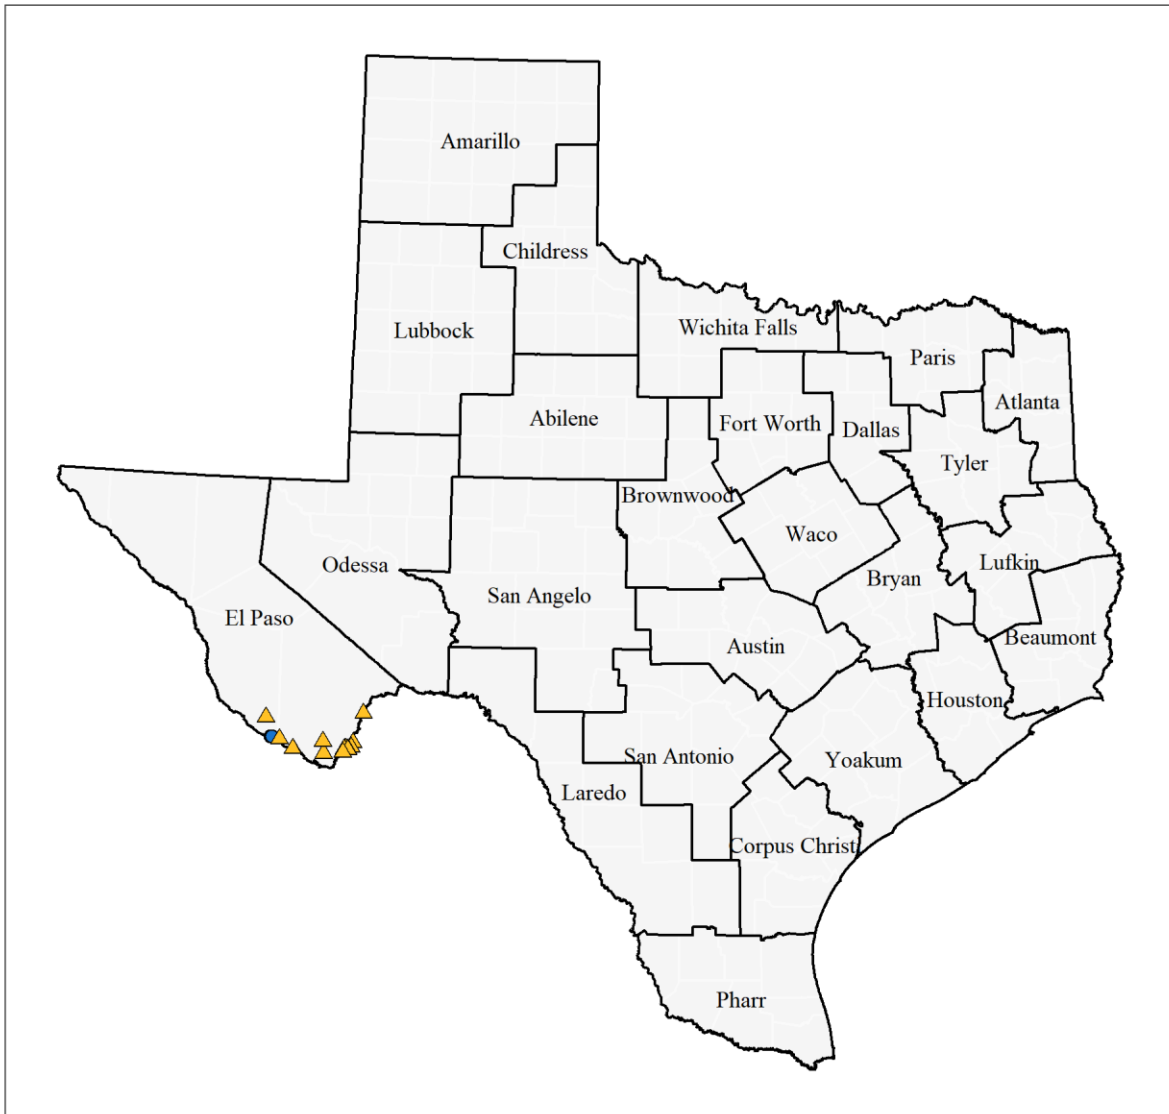 Amarillo
Childress
Lubbock
Wichita Falls
Paris
Atlanta
Abilene
Fort Worth
Dallas
Tyler
Brownwood
Waco
Odessa
Lufkin
Bryan
San Angelo
El Paso
Beaumont
Austin
Houston
San Antonio
Yoakum
Laredo
Corpus Christ
Pharr